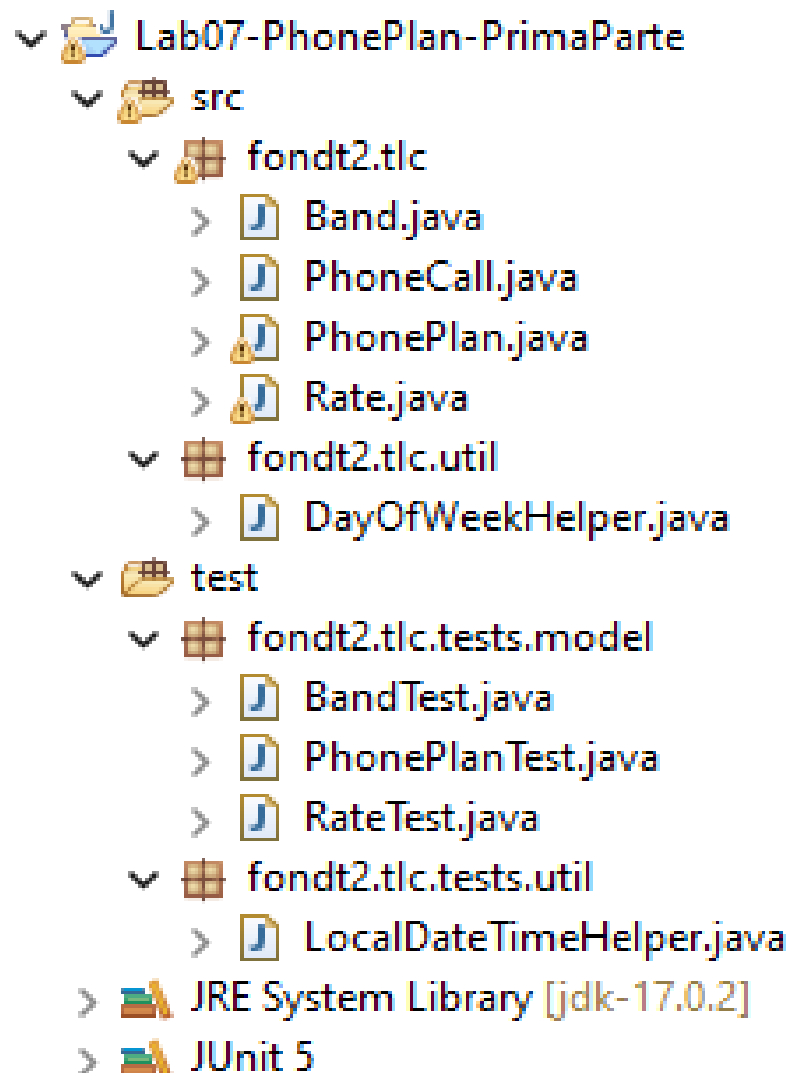 Lab07-PhonePlan-PrimaParte
src
fondt2.tlc
Band.java
PhoneCall.java
PhonePlan.java
Rate.java
fondt2.tlc.util
DayOfWeekHelper.java
test
fondt2.tlc.tests.model
BandTest.java
PhonePlanTest.java
RateTest.java
fondt2.tlc.tests.util
LocalDateTimeHelper.java
JRE System Library [jdk-17.0.2]
JUnit 5